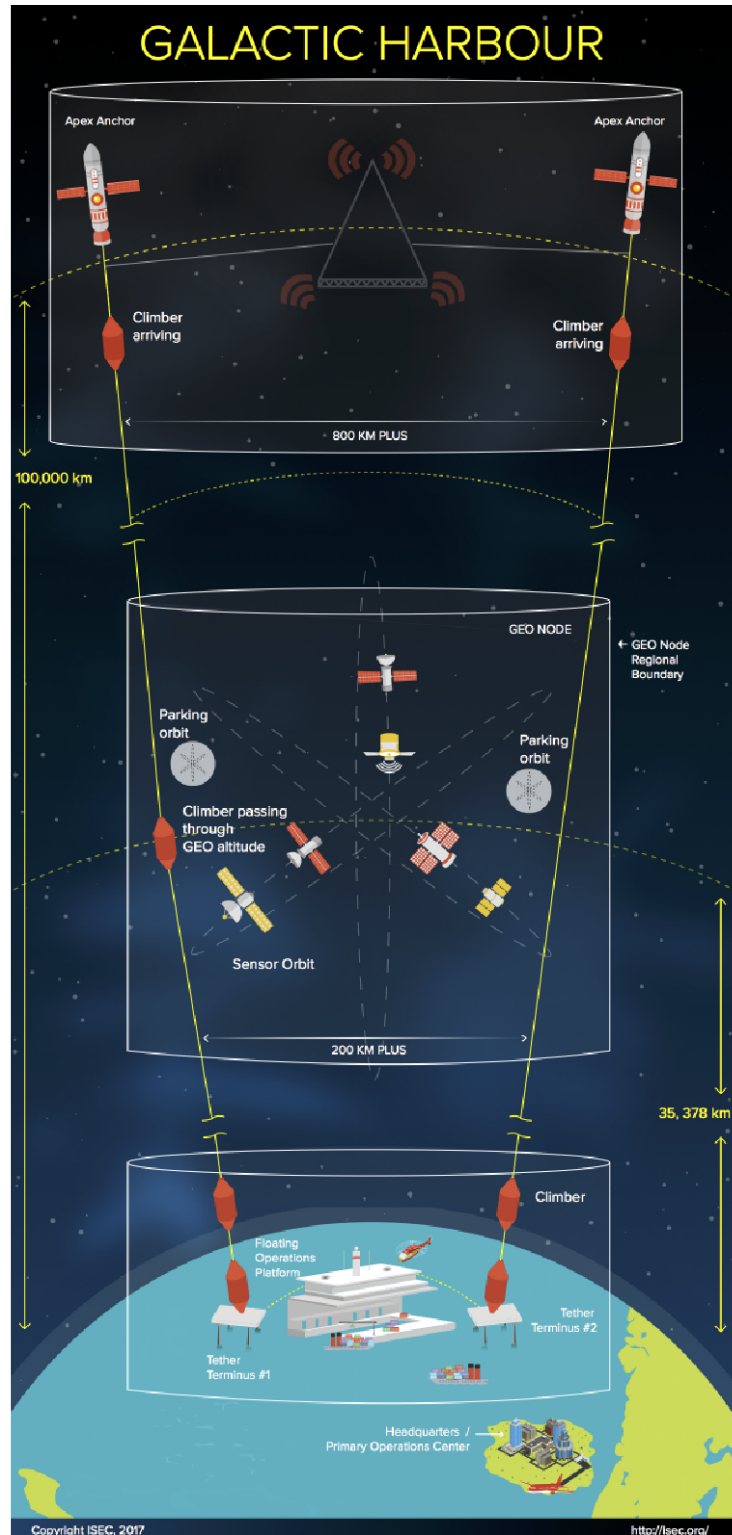 GALACTIC HARBOUR
Apex Anchor
Apex Anchor
Climber
arriving
Climber
arriving
800 KM PLUS
100,000 km
GEO NODE
← GEO Node
Regional
Boundary
Parking
orbit
Parking
orbit
Climber passing
through
GEO altitude
Sensor Orbit
200 KM PLUS
35, 378 km
Climber
Floating
Operations
Platform
Tether
Terminus #1
Tether
Terminus #2
Headquarters /
Primary Operations Center
Copyright ISEC, 2017
http://isec.org/